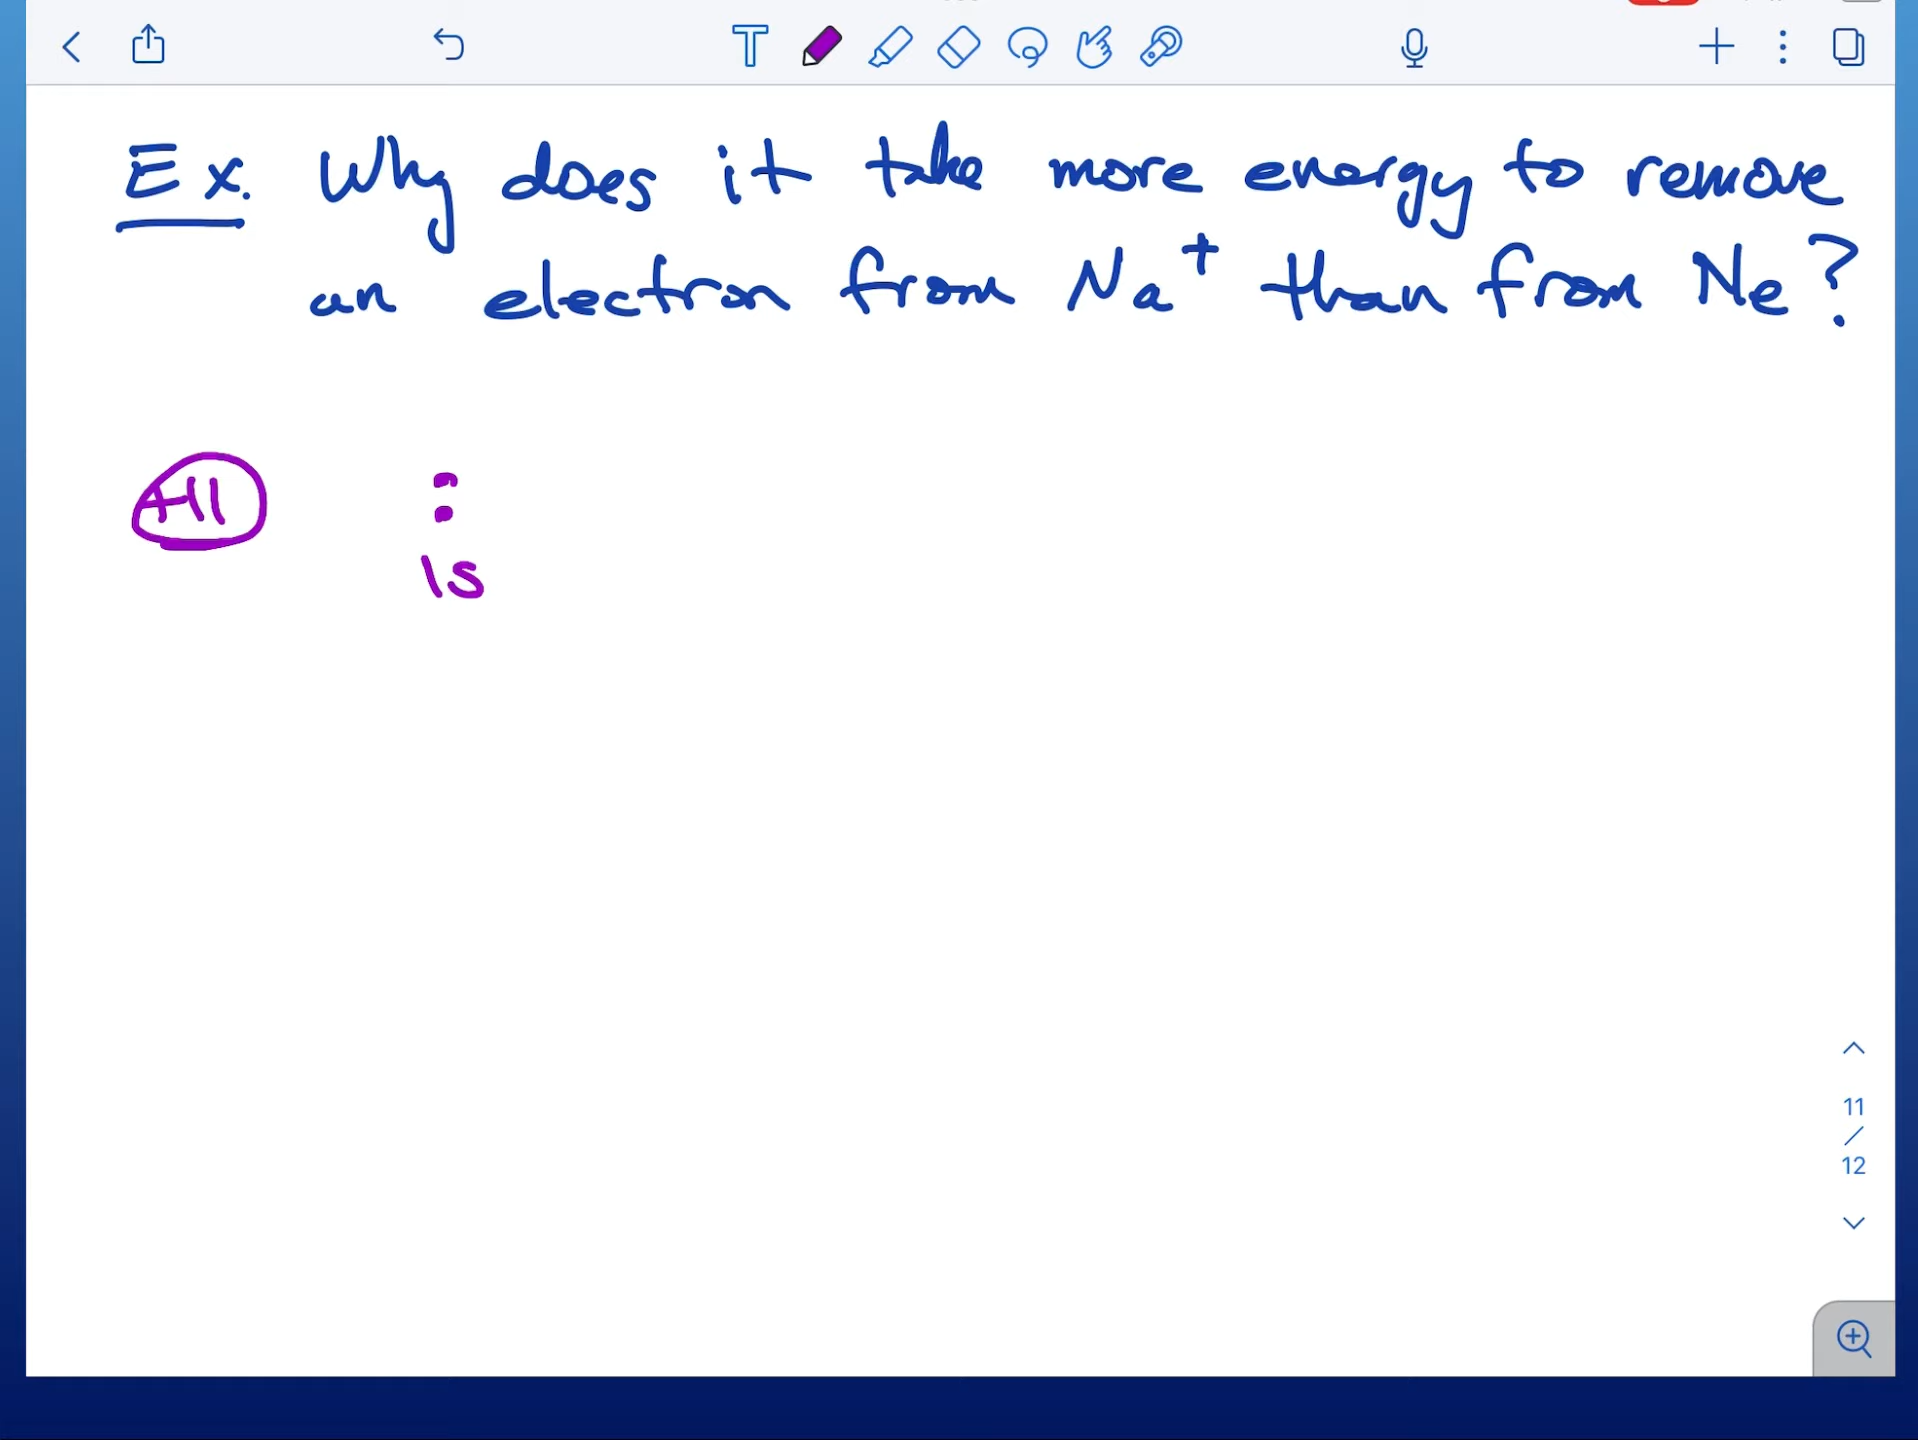 T
Ex. Why does it take more energy to remove
an electron from Na⁺ than from Ne?
+11
1s
11
/
12